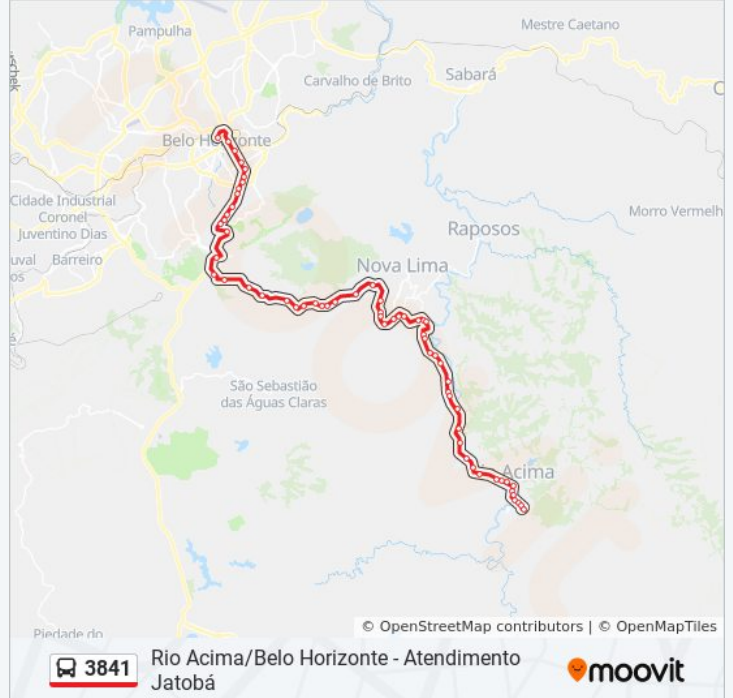 Pampulha
Mestre Caetano
Carvalho de Brito
Sabará
Belo Horizonte
Cidade Industrial
Coronel
Juventino Dias
Barreiro
Morro Vermelh
Raposos
Nova Lima
São Sebastião
das Águas Claras
Acima
© OpenStreetMap contributors | © OpenMapTiles
Piedade do
3841
Rio Acima/Belo Horizonte - Atendimento
Jatobá
moovit